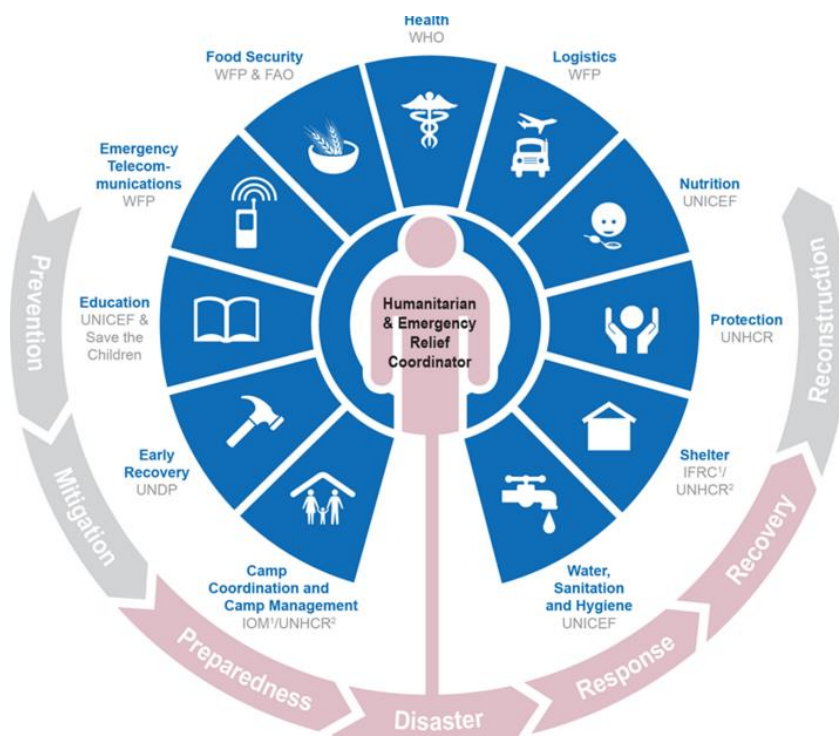 Health
WHO
Food Security
WFP & FAO
Logistics
WFP
Emergency
Telecom-
munications
WFP
Nutrition
UNICEF
Education
UNICEF &
Save the
Children
Protection
UNHCR
Humanitarian
& Emergency
Relief
Coordinator
Early
Recovery
UNDP
Shelter
IFRC¹/
UNHCR²
Camp
Coordination and
Camp Management
IOM¹/UNHCR²
Water,
Sanitation
and Hygiene
UNICEF
Prevention
Mitigation
Preparedness
Disaster
Response
Recovery
Reconstruction